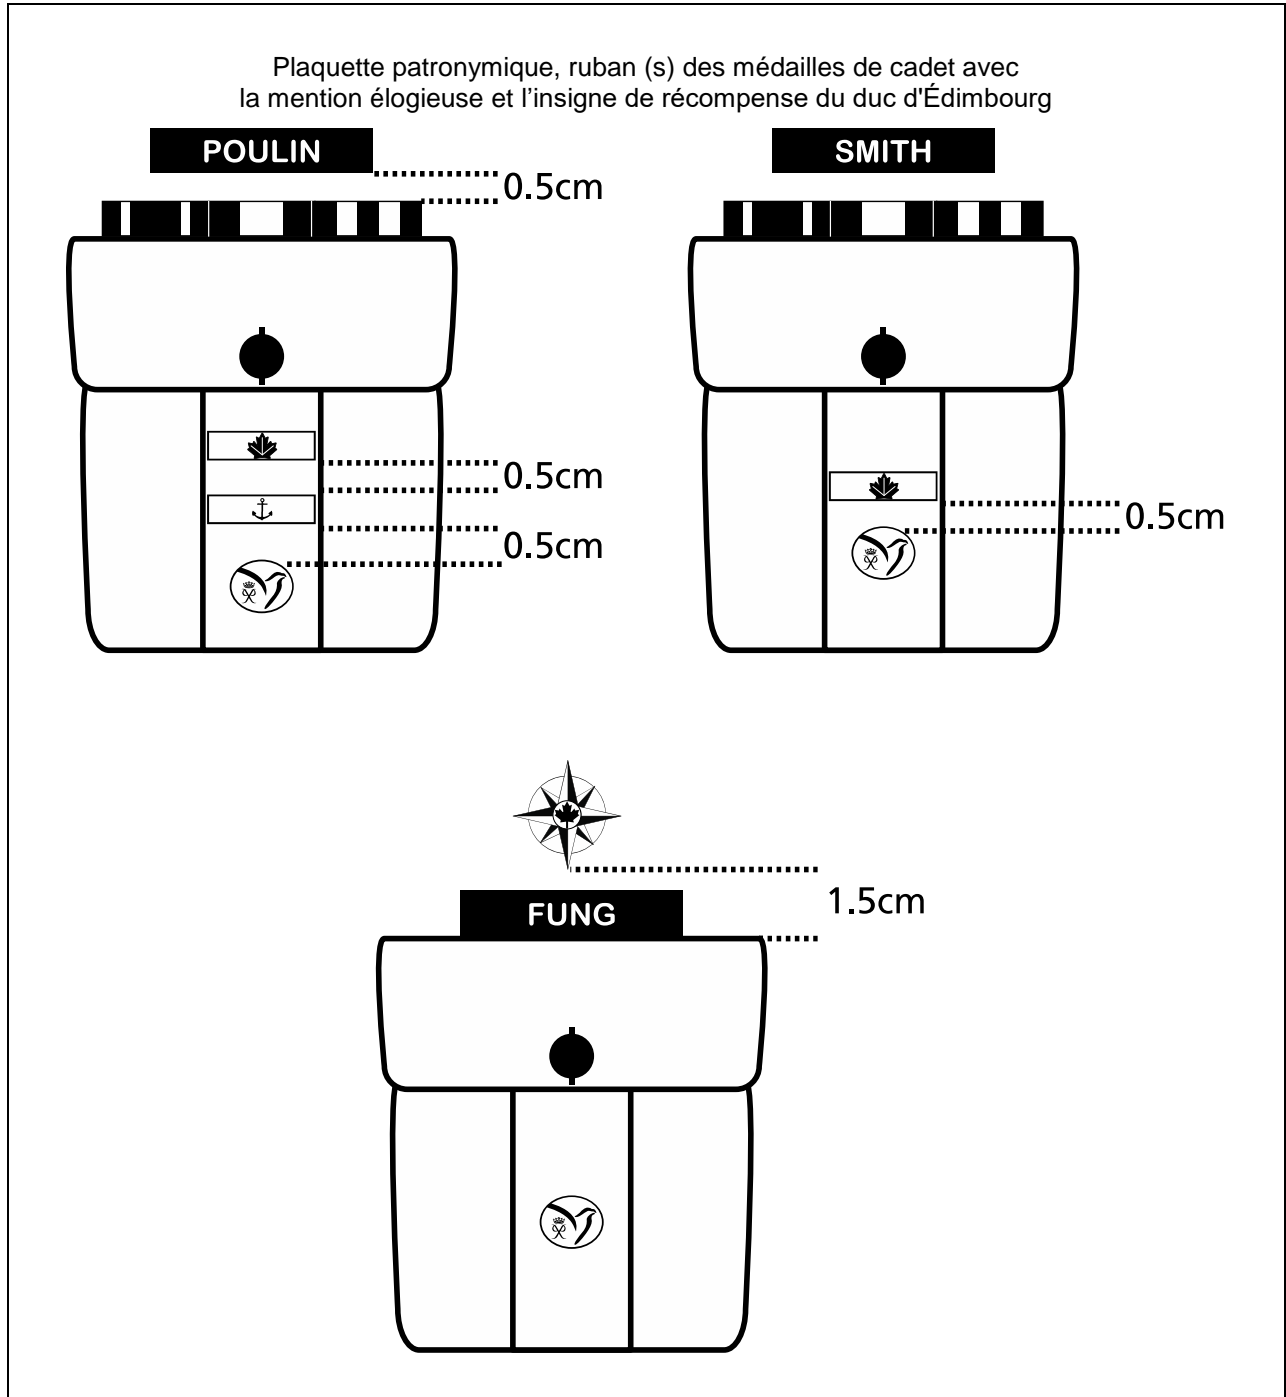 Plaquette patronymique, ruban (s) des médailles de cadet avec
la mention élogieuse et l’insigne de récompense du duc d'Édimbourg
POULIN
SMITH
0.5cm
0.5cm
0.5cm
0.5cm
FUNG
1.5cm